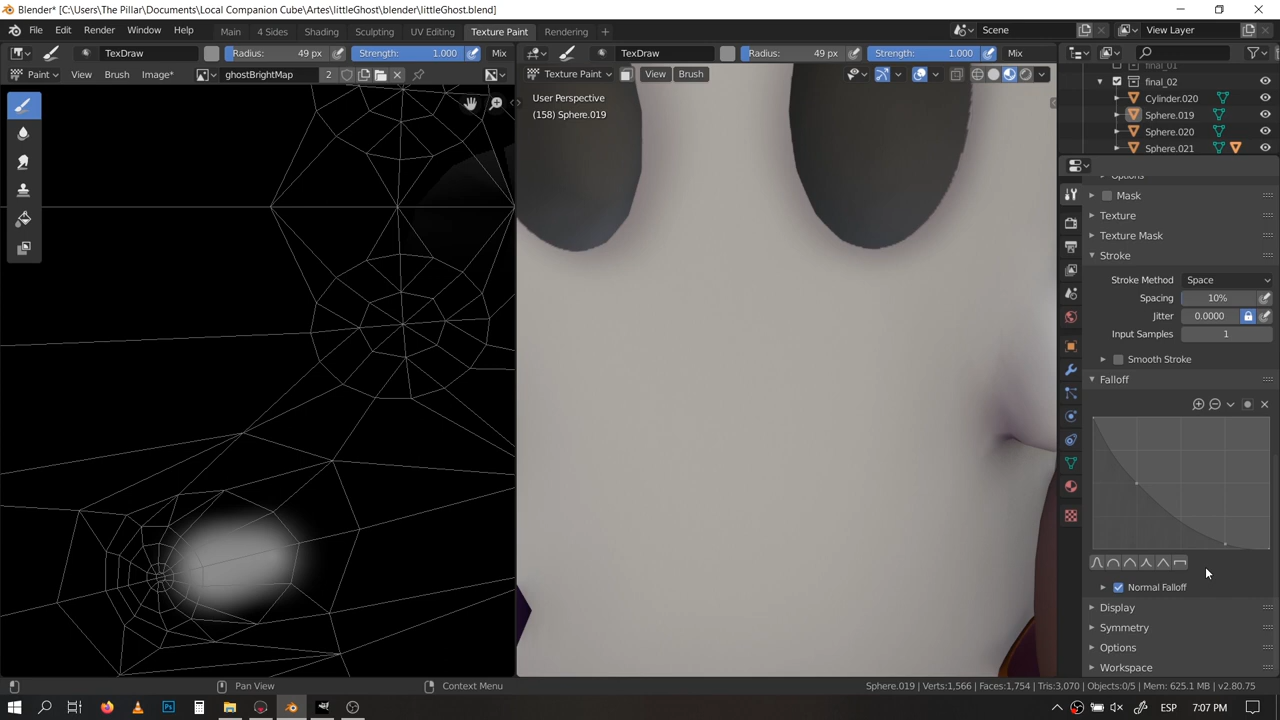 Blender* [C:\Users\The Pillar\Documents\Local Companion Cube\Artes\littleGhost\blender\littleGhost.blend]
File Edit Render Window Help Main 4 Sides Shading Sculpting UV Editing Texture Paint Rendering Scene View Layer
TexDraw Radius: 49 px Strength: 1.000 Mix TexDraw Radius: 49 px Strength: 1.000 Mix
final_01
Paint View Brush Image* ghostBrightMap 2 Texture Paint View Brush
final_02
Cylinder.020
Sphere.019
Sphere.020
Sphere.021
User Perspective
(158) Sphere.019
Options
Mask
Texture
Texture Mask
Stroke
Stroke Method Space
Spacing 10%
Jitter 0.0000
Input Samples 1
Smooth Stroke
Falloff
Normal Falloff
Display
Symmetry
Options
Workspace
Pan View Context Menu Sphere.019 | Verts:1,566 | Faces:1,754 | Tris:3,070 | Objects:0/5 | Mem: 625.1 MB | v2.80.75
ESP 7:07 PM